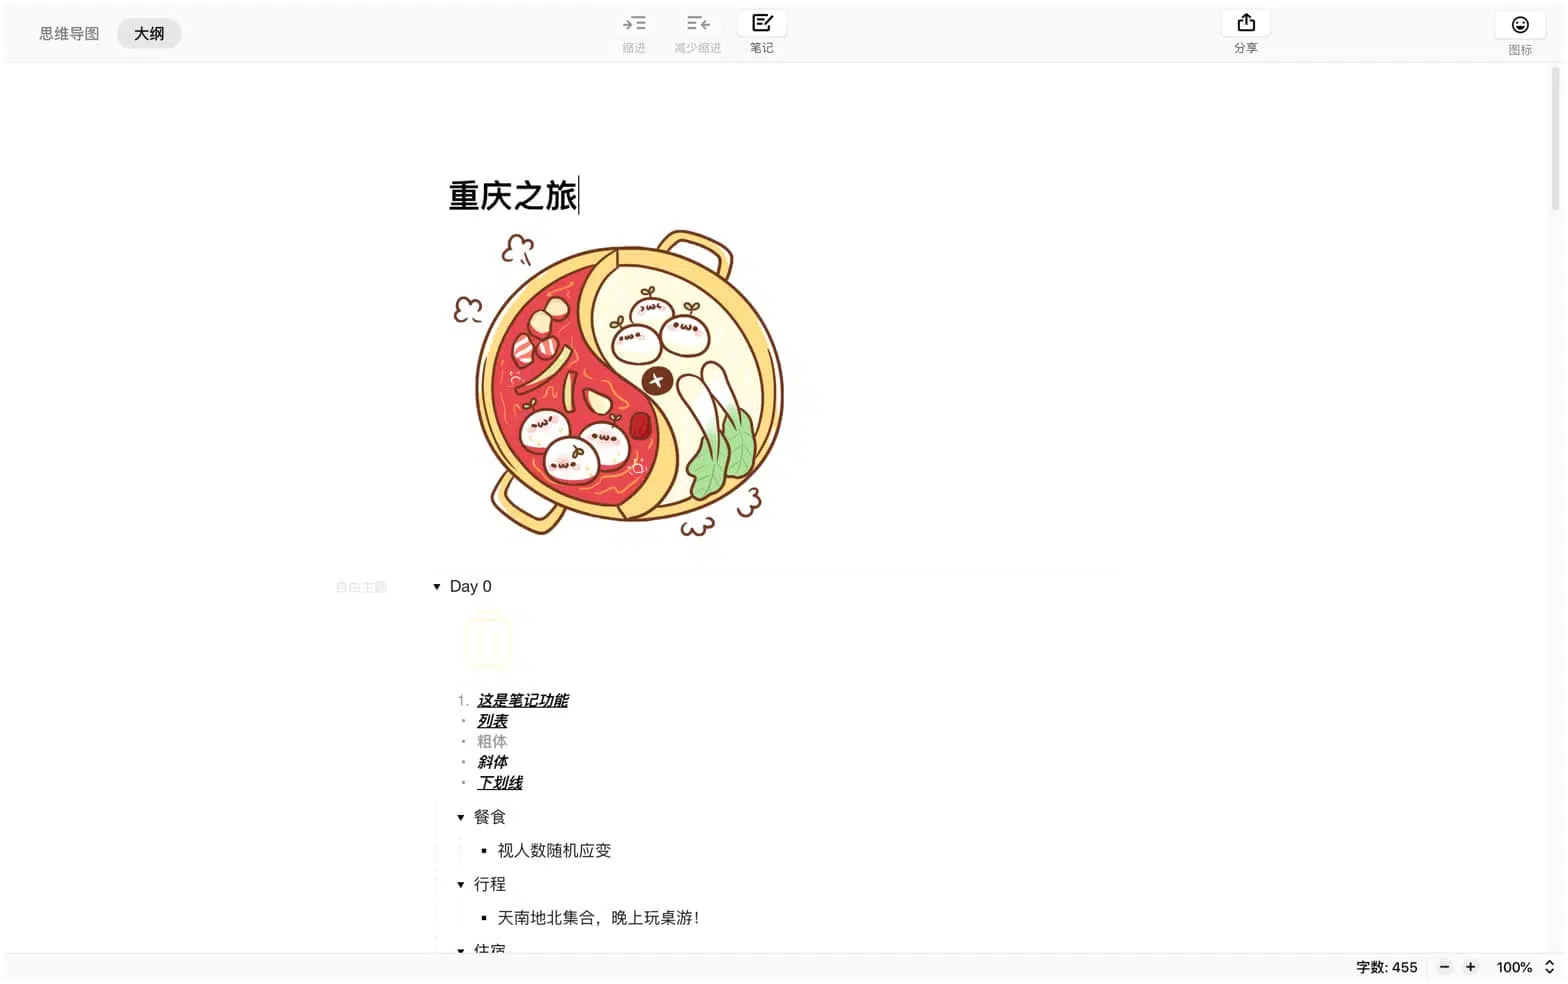 思维导图
大纲
缩进
减少缩进
笔记
分享
图标
重庆之旅
自由主题
Day 0
1. 这是笔记功能
列表
粗体
斜体
下划线
餐食
视人数随机应变
行程
天南地北集合，晚上玩桌游！
住宿
字数: 455
100%